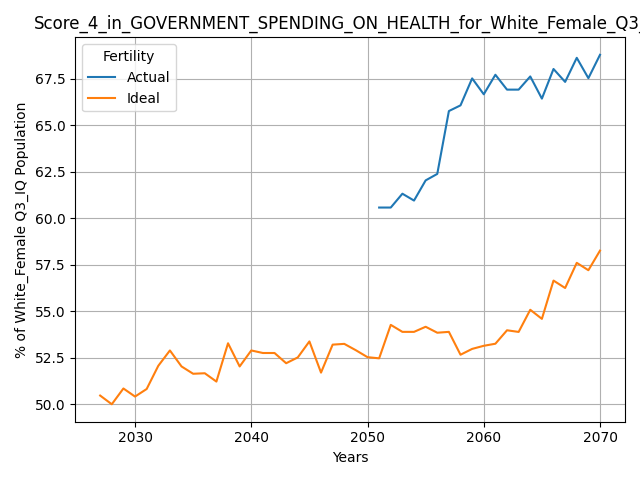 Score_4_in_GOVERNMENT_SPENDING_ON_HEALTH_for_White_Female_Q3_
Fertility
Actual
Ideal
% of White_Female Q3_IQ Population
67.5
65.0
62.5
60.0
57.5
55.0
52.5
50.0
2030 2040 2050 2060 2070
Years